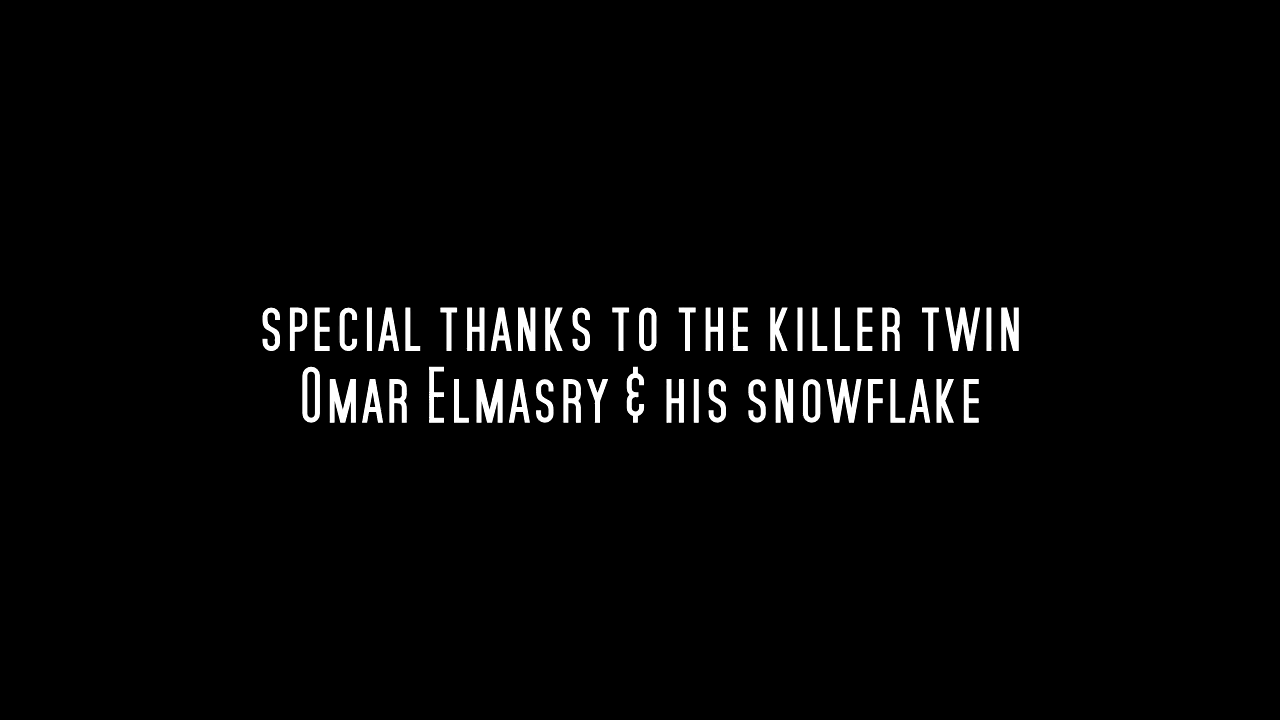 SPECIAL THANKS TO THE KILLER TWIN
OMAR ELMASRY & HIS SNOWFLAKE